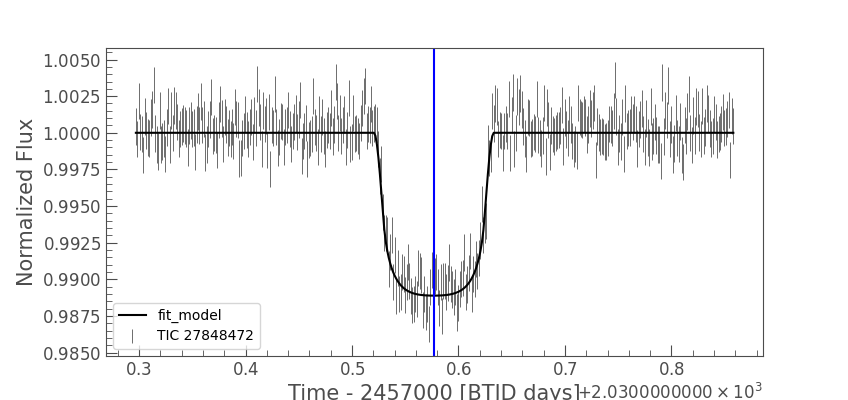 1.0050
1.0025
1.0000
0.9975
0.9950
0.9925
0.9900
0.9875
0.9850
Normalized Flux
fit_model
TIC 27848472
0.3 0.4 0.5 0.6 0.7 0.8
Time - 2457000 [BTJD days]
+2.0300000000 × 10³